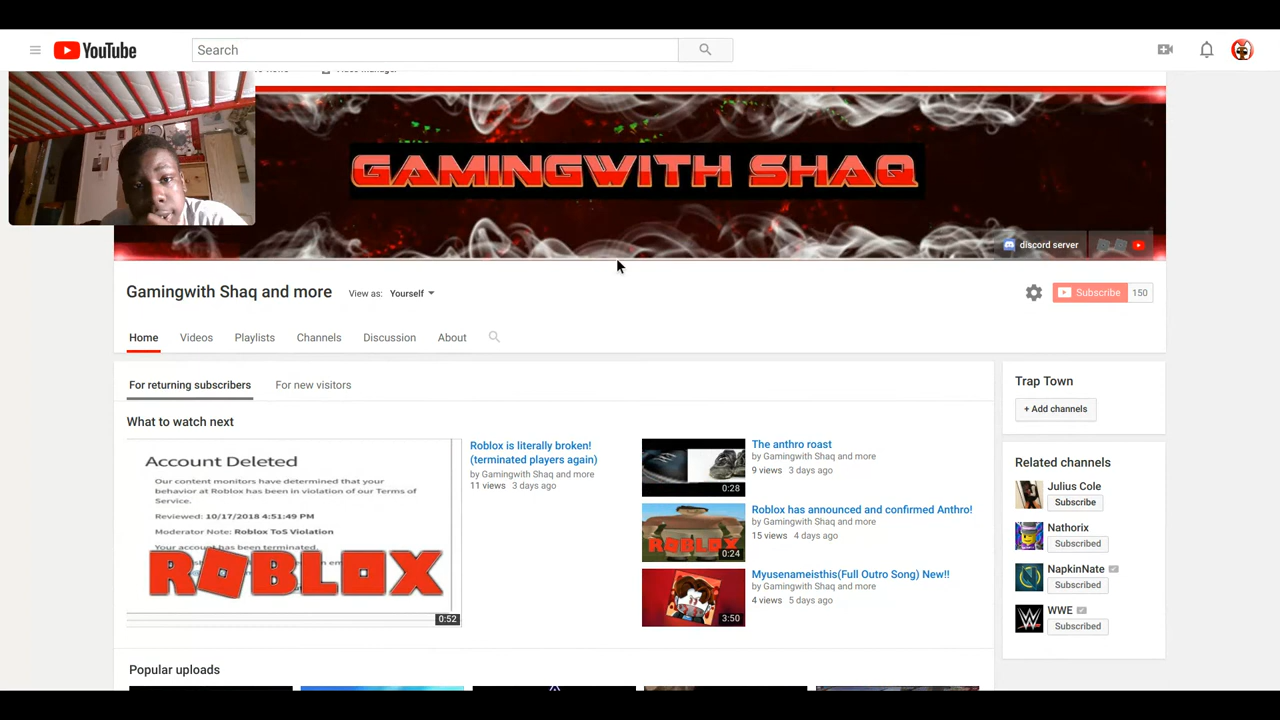 YouTube
Search
GAMINGWITH SHAQ
discord server
Gamingwith Shaq and more
View as: Yourself
Subscribe 150
Home Videos Playlists Channels Discussion About
For returning subscribers For new visitors
What to watch next
Account Deleted
Our content monitors have determined that your
behavior at Roblox has been in violation of our Terms of
Service.
Reviewed: 10/17/2018 4:51:49 PM
Moderator Note: Roblox ToS Violation
Your account has been terminated.
ROBLOX
0:52
Roblox is literally broken!
(terminated players again)
by Gamingwith Shaq and more
11 views 3 days ago
0:28
The anthro roast
by Gamingwith Shaq and more
9 views 3 days ago
ROBLOX
0:24
Roblox has announced and confirmed Anthro!
by Gamingwith Shaq and more
15 views 4 days ago
3:50
Myusenameisthis(Full Outro Song) New!!
by Gamingwith Shaq and more
4 views 5 days ago
Popular uploads
Trap Town
+ Add channels
Related channels
Julius Cole
Subscribe
Nathorix
Subscribed
NapkinNate
Subscribed
WWE
Subscribed